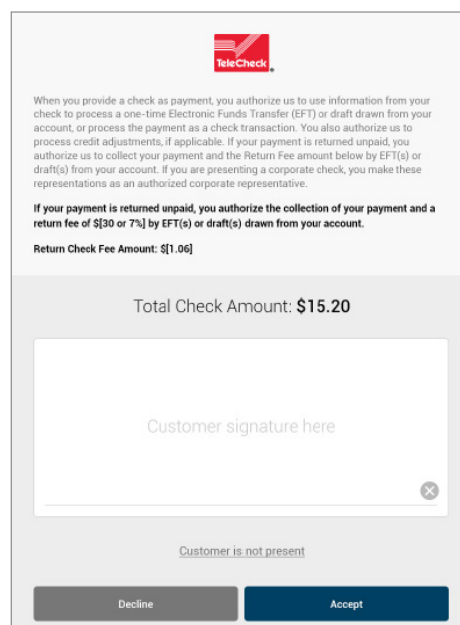 TeleCheck
When you provide a check as payment, you authorize us to use information from your
check to process a one-time Electronic Funds Transfer (EFT) or draft drawn from your
account, or process the payment as a check transaction. You also authorize us to
process credit adjustments, if applicable. If your payment is returned unpaid, you
authorize us to collect your payment and the Return Fee amount below by EFT(s) or
draft(s) from your account. If you are presenting a corporate check, you make these
representations as an authorized corporate representative.
If your payment is returned unpaid, you authorize the collection of your payment and a
return fee of $[30 or 7%] by EFT(s) or draft(s) drawn from your account.
Return Check Fee Amount: $[1.06]
Total Check Amount: $15.20
Customer signature here
Customer is not present
Decline
Accept